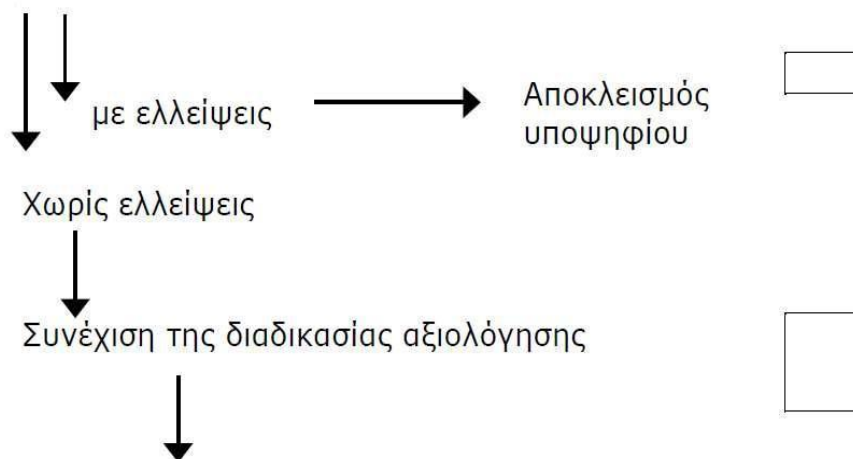 με ελλείψεις
Αποκλεισμός
υποψηφίου
Χωρίς ελλείψεις
Συνέχιση της διαδικασίας αξιολόγησης